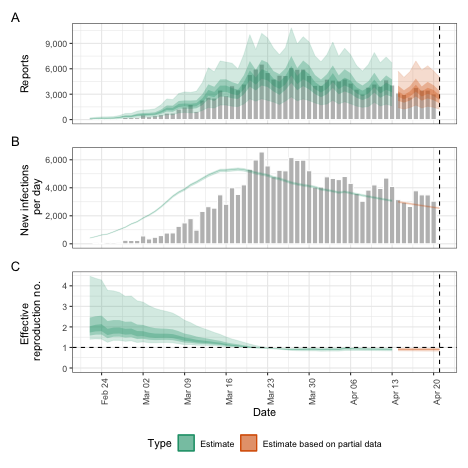 A
Reports
9,000
6,000
3,000
0
B
New infections
per day
6,000
4,000
2,000
0
C
Effective
reproduction no.
4
3
2
1
0
Feb 24
Mar 02
Mar 09
Mar 16
Mar 23
Mar 30
Apr 06
Apr 13
Apr 20
Date
Type
Estimate
Estimate based on partial data